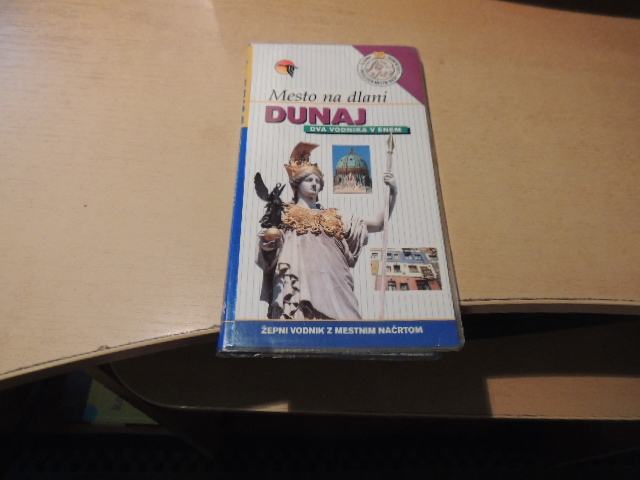 Mesto na dlani
DUNAJ
DVA VODNIKA V ENEM
ŽEPNI VODNIK Z MESTNIM NAČRTOM